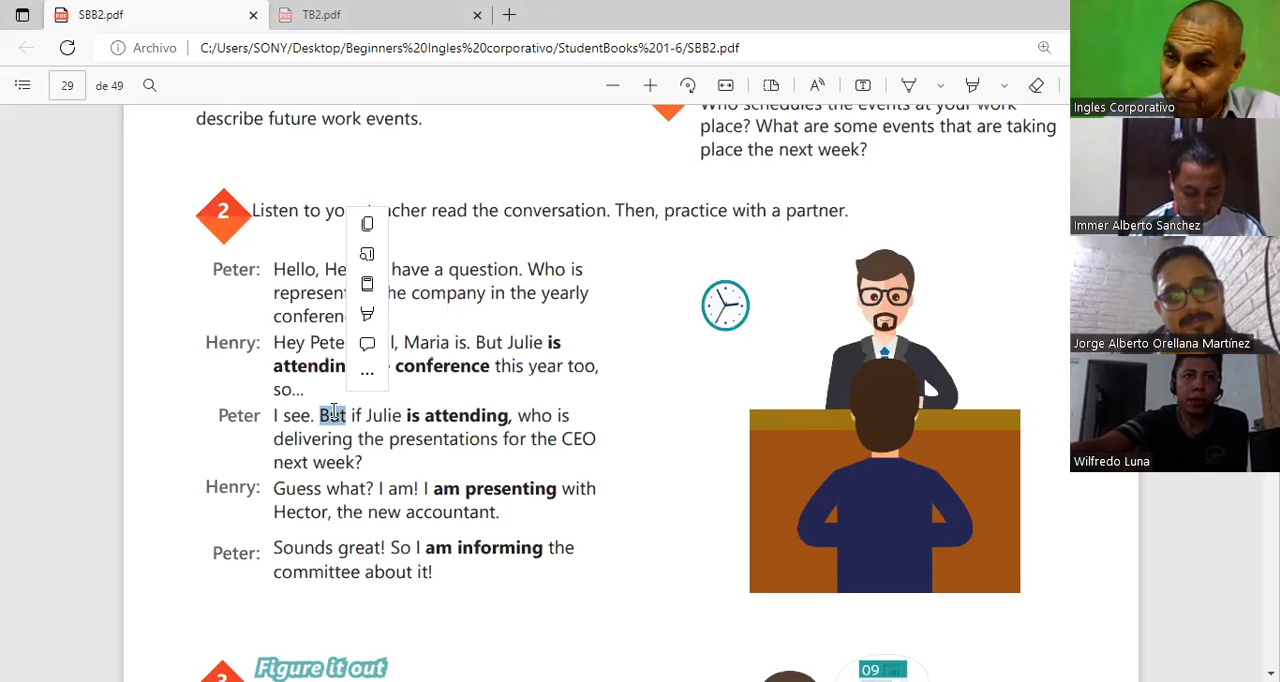 SBB2.pdf
TB2.pdf
Archivo
C:/Users/SONY/Desktop/Beginners%20Ingles%20corporativo/StudentBooks%201-6/SBB2.pdf
29 de 49
describe future work events.
Who schedules the events at your work
place? What are some events that are taking
place the next week?
2
Listen to yo teacher read the conversation. Then, practice with a partner.
Peter: Hello, He have a question. Who is
represent he company in the yearly
conferen
Henry: Hey Pete l, Maria is. But Julie is
attendin conference this year too,
so...
Peter I see. But if Julie is attending, who is
delivering the presentations for the CEO
next week?
Henry: Guess what? I am! I am presenting with
Hector, the new accountant.
Peter: Sounds great! So I am informing the
committee about it!
3
Figure it out
09
Ingles Corporativo
Immer Alberto Sanchez
Jorge Alberto Orellana Martínez
Wilfredo Luna